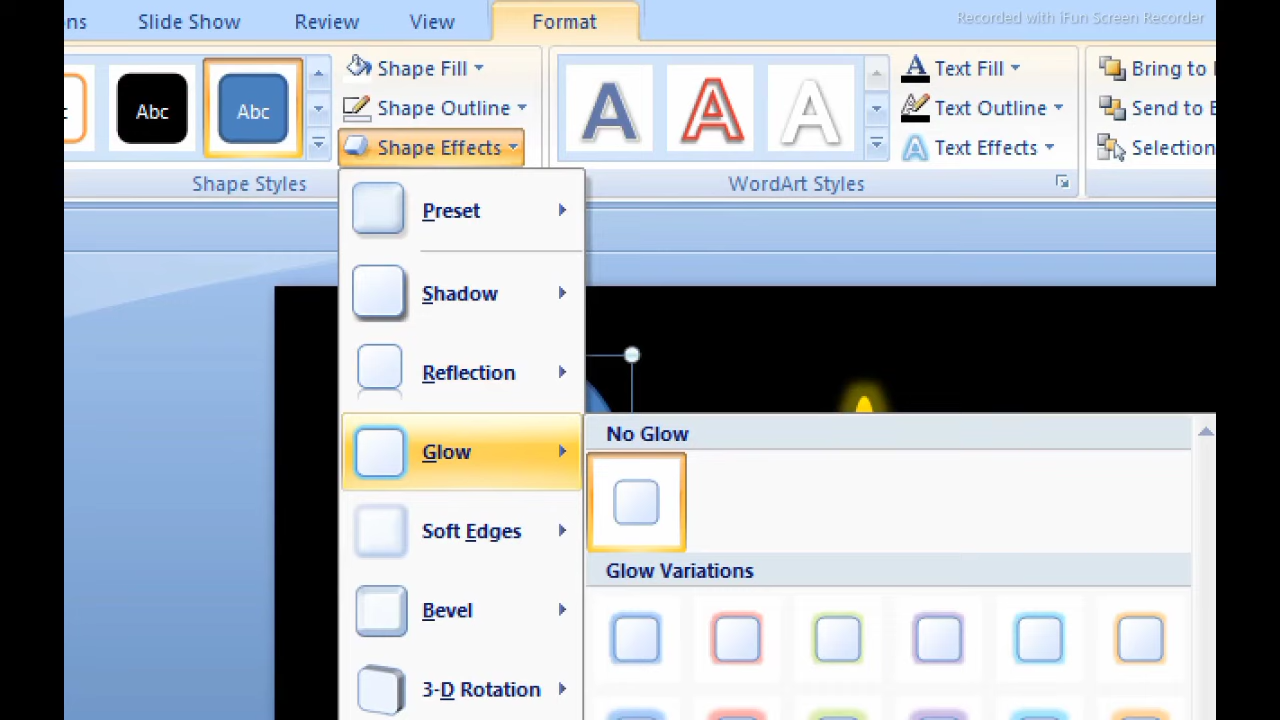 ns Slide Show Review View Format
Recorded with iFun Screen Recorder
Abc Abc
Shape Fill
Shape Outline
Shape Effects
Shape Styles
A A A
Text Fill
Text Outline
Text Effects
WordArt Styles
Bring to
Send to
Selection
Preset
Shadow
Reflection
Glow
Soft Edges
Bevel
3-D Rotation
No Glow
Glow Variations